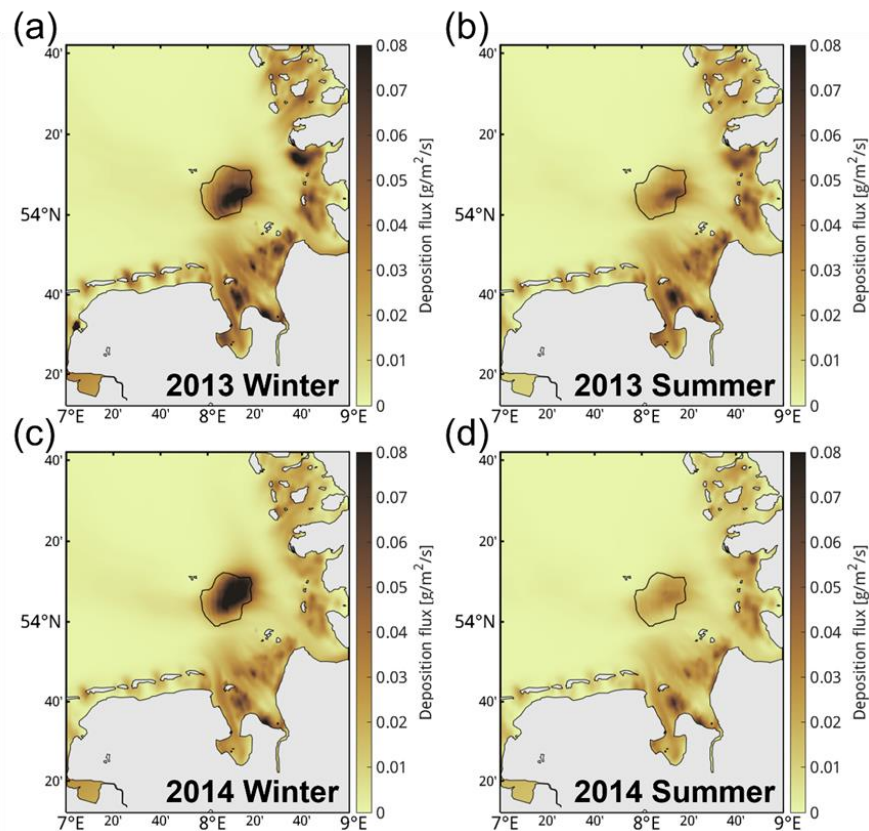 (a)
(b)
40'
20'
54°N
40'
20'
7°E
20'
40'
8°E
20'
40'
9°E
2013 Winter
0.08
0.07
0.06
0.05
0.04
0.03
0.02
0.01
0
Deposition flux [g/m²/s]
40'
20'
54°N
40'
20'
7°E
20'
40'
8°E
20'
40'
9°E
2013 Summer
0.08
0.07
0.06
0.05
0.04
0.03
0.02
0.01
0
Deposition flux [g/m²/s]
(c)
(d)
40'
20'
54°N
40'
20'
7°E
20'
40'
8°E
20'
40'
9°E
2014 Winter
0.08
0.07
0.06
0.05
0.04
0.03
0.02
0.01
0
Deposition flux [g/m²/s]
40'
20'
54°N
40'
20'
7°E
20'
40'
8°E
20'
40'
9°E
2014 Summer
0.08
0.07
0.06
0.05
0.04
0.03
0.02
0.01
0
Deposition flux [g/m²/s]